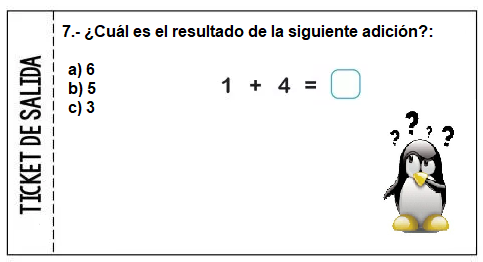 TICKET DE SALIDA
7.- ¿Cuál es el resultado de la siguiente adición?:
a) 6
b) 5
c) 3
1 + 4 =
? ? ? ?